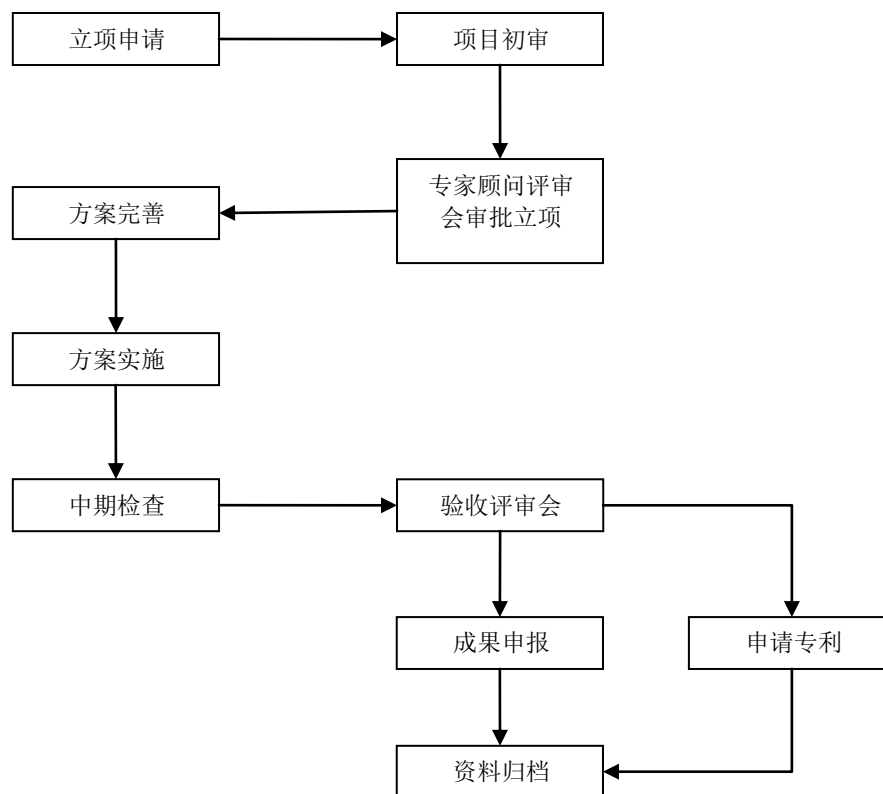 立项申请
项目初审
专家顾问评审
会审批立项
方案完善
方案实施
中期检查
验收评审会
成果申报
申请专利
资料归档